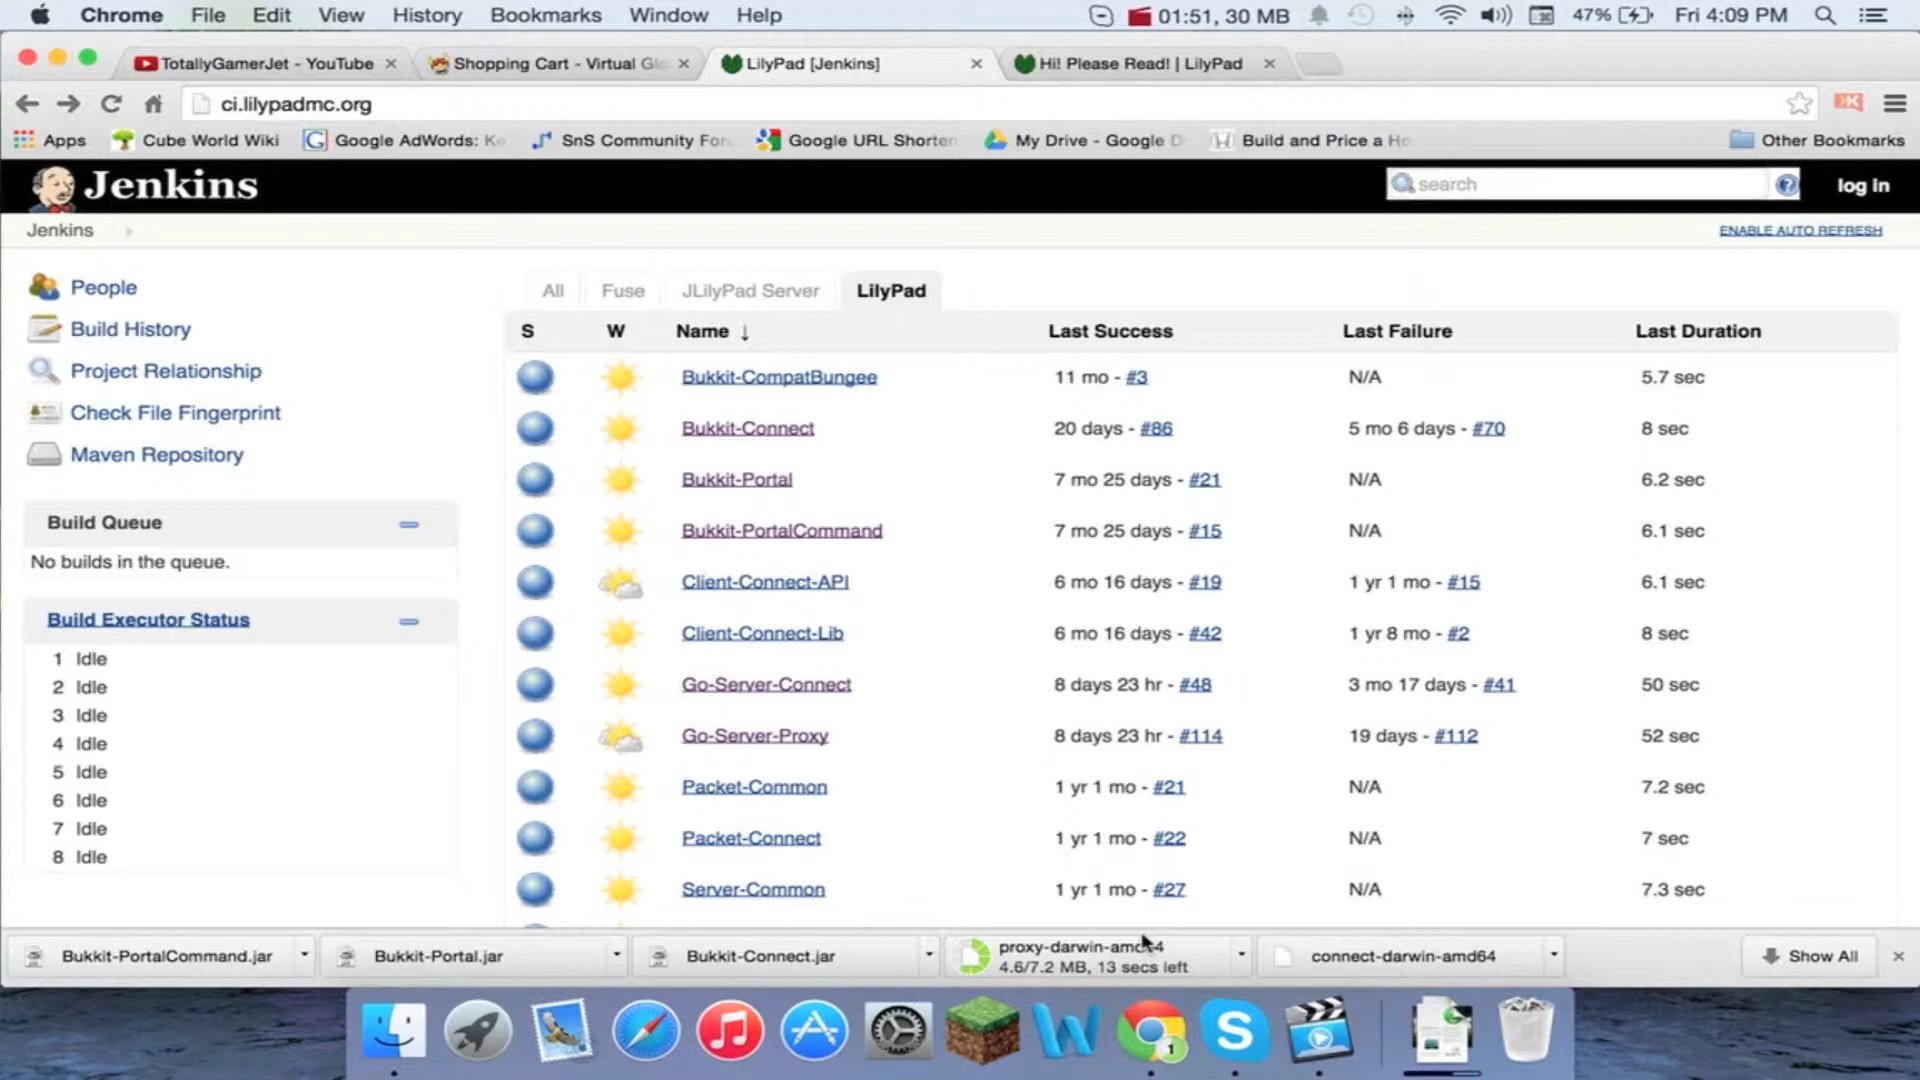 Chrome File Edit View History Bookmarks Window Help 01:51, 30 MB 47% Fri 4:09 PM
TotallyGamerJet - YouTube Shopping Cart - Virtual Gl LilyPad [Jenkins] Hi! Please Read! | LilyPad
ci.lilypadmc.org
Apps Cube World Wiki Google AdWords: Ke SnS Community For Google URL Shorten My Drive - Google D Build and Price a Ho Other Bookmarks
Jenkins search log in
Jenkins ENABLE AUTO REFRESH
People
Build History
Project Relationship
Check File Fingerprint
Maven Repository
Build Queue
No builds in the queue.
Build Executor Status
1 Idle
2 Idle
3 Idle
4 Idle
5 Idle
6 Idle
7 Idle
8 Idle
All Fuse JLilyPad Server LilyPad
S W Name ↓ Last Success Last Failure Last Duration
Bukkit-CompatBungee 11 mo - #3 N/A 5.7 sec
Bukkit-Connect 20 days - #86 5 mo 6 days - #70 8 sec
Bukkit-Portal 7 mo 25 days - #21 N/A 6.2 sec
Bukkit-PortalCommand 7 mo 25 days - #15 N/A 6.1 sec
Client-Connect-API 6 mo 16 days - #19 1 yr 1 mo - #15 6.1 sec
Client-Connect-Lib 6 mo 16 days - #42 1 yr 8 mo - #2 8 sec
Go-Server-Connect 8 days 23 hr - #48 3 mo 17 days - #41 50 sec
Go-Server-Proxy 8 days 23 hr - #114 19 days - #112 52 sec
Packet-Common 1 yr 1 mo - #21 N/A 7.2 sec
Packet-Connect 1 yr 1 mo - #22 N/A 7 sec
Server-Common 1 yr 1 mo - #27 N/A 7.3 sec
Bukkit-PortalCommand.jar Bukkit-Portal.jar Bukkit-Connect.jar proxy-darwin-amd64 connect-darwin-amd64 Show All
4.6/7.2 MB, 13 secs left
1